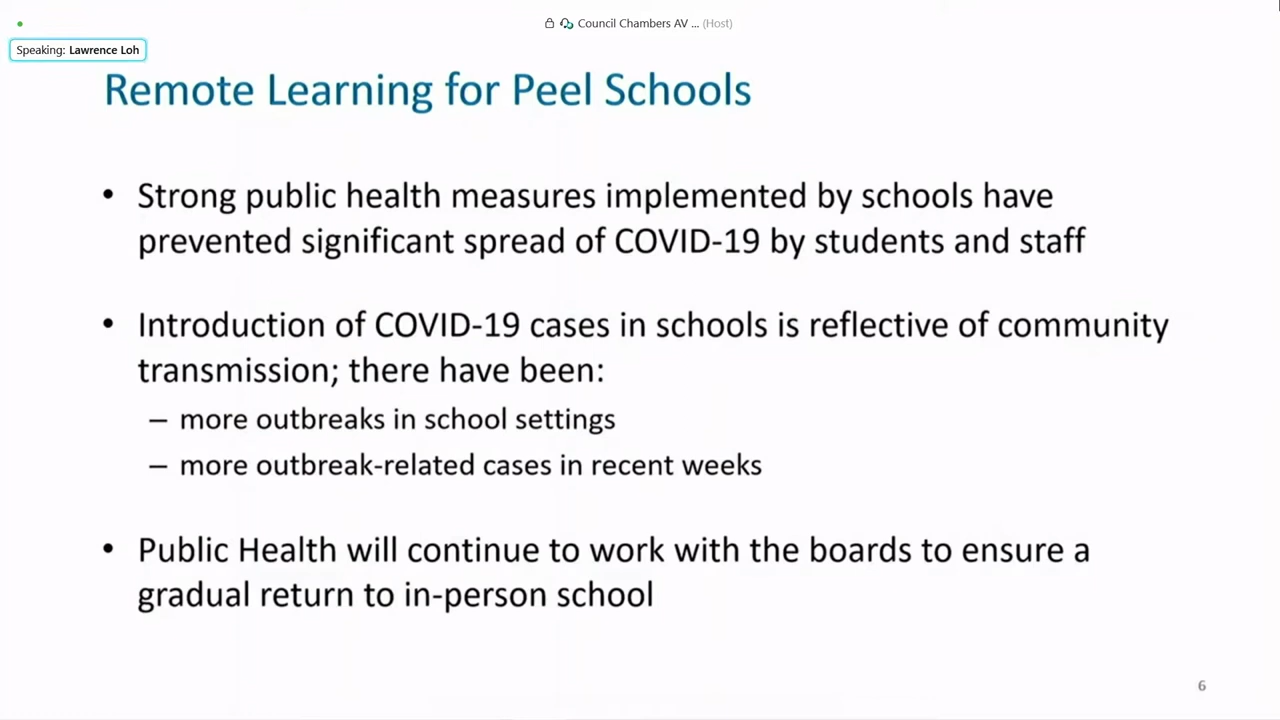 Council Chambers AV ... (Host)
Speaking: Lawrence Loh
Remote Learning for Peel Schools
• Strong public health measures implemented by schools have
prevented significant spread of COVID-19 by students and staff
• Introduction of COVID-19 cases in schools is reflective of community
transmission; there have been:
– more outbreaks in school settings
– more outbreak-related cases in recent weeks
• Public Health will continue to work with the boards to ensure a
gradual return to in-person school
6